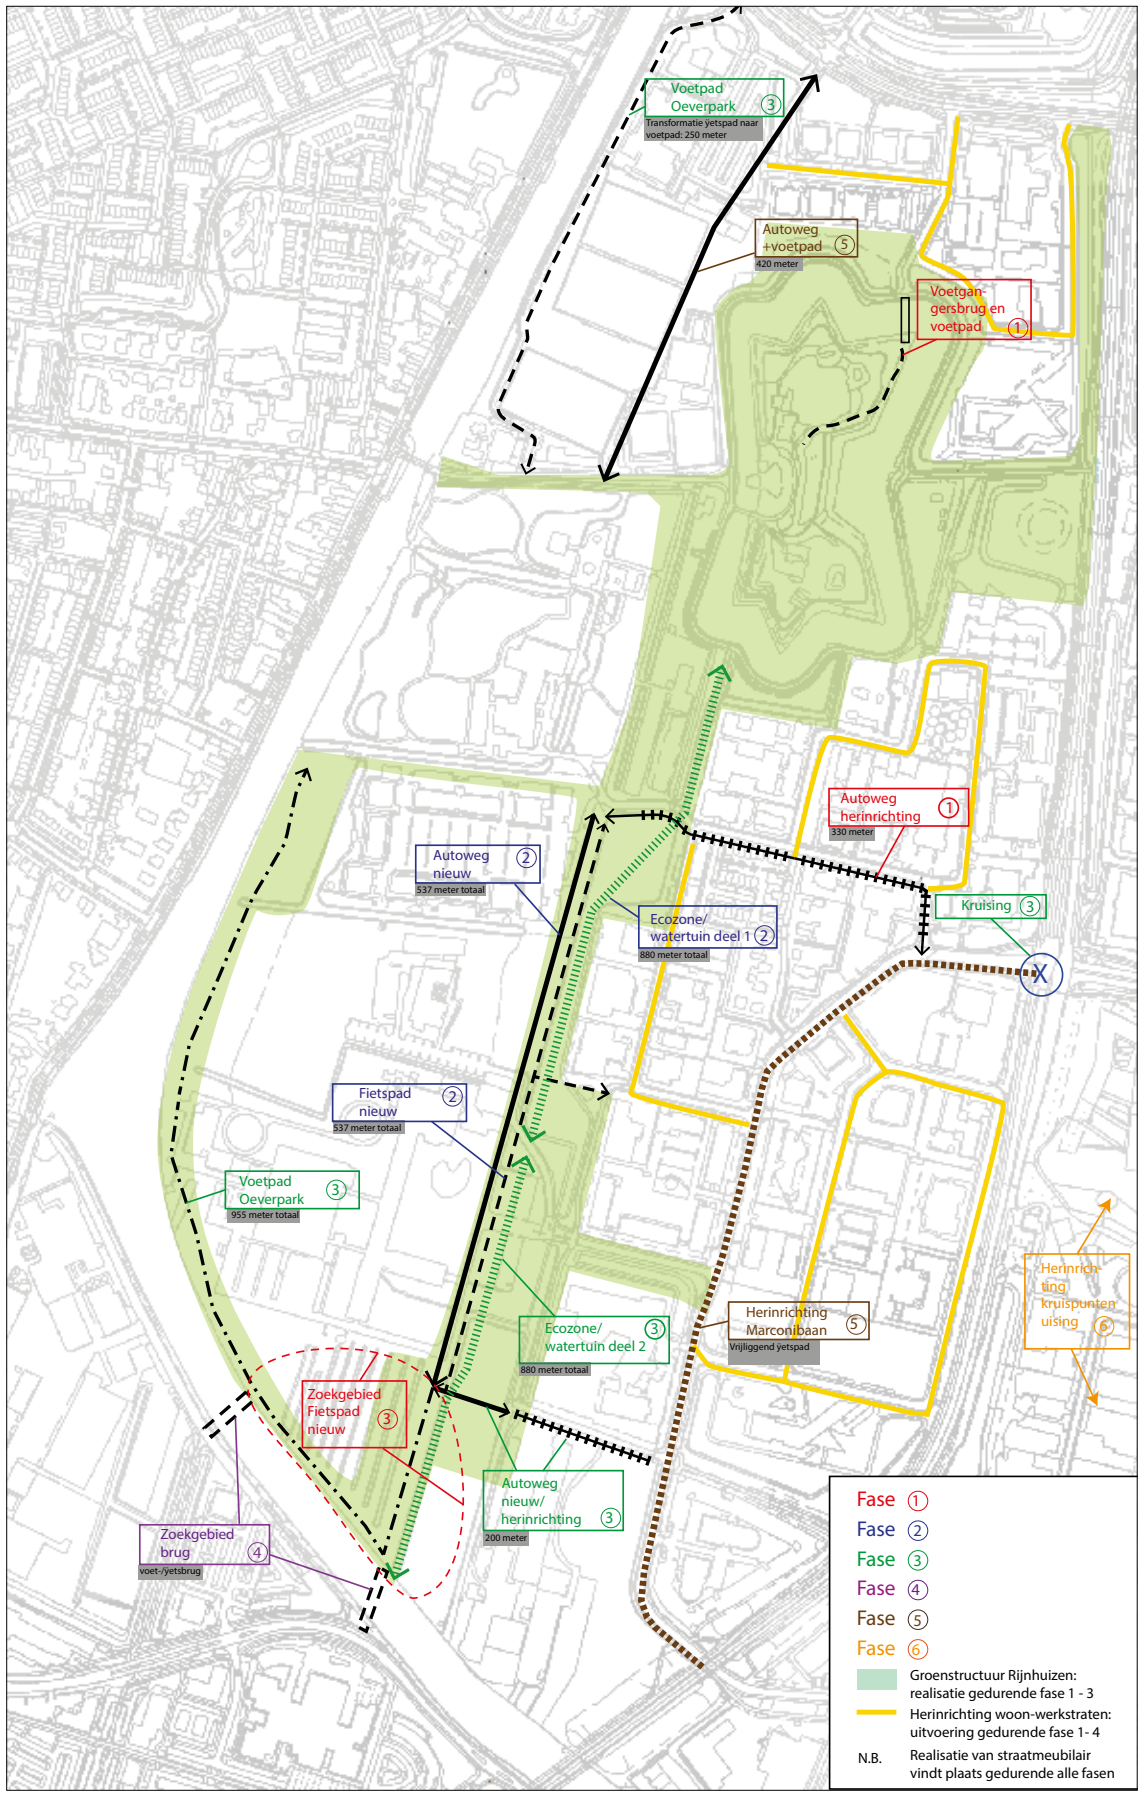 Voetpad
Oeverpark
3
Transformatie ÿetspad naar
voetpad: 250 meter
Autoweg
+voetpad
5
420 meter
Voetgan-
gersbrug en
voetpad
1
Autoweg
herinrichting
1
330 meter
Autoweg
nieuw
2
537 meter totaal
Ecozone/
watertuin deel 1
2
880 meter totaal
Kruising
3
X
Fietspad
nieuw
2
537 meter totaal
Voetpad
Oeverpark
3
955 meter totaal
Herinrich-
ting
kruispunten
uising
6
Herinrichting
Marconibaan
5
Vrijliggend ÿetspad
Ecozone/
watertuin deel 2
3
880 meter totaal
Zoekgebied
Fietspad
nieuw
3
Autoweg
nieuw/
herinrichting
3
200 meter
Zoekgebied
brug
4
voet-/ÿetsbrug
Fase 1
Fase 2
Fase 3
Fase 4
Fase 5
Fase 6
Groenstructuur Rijnhuizen:
realisatie gedurende fase 1 - 3
Herinrichting woon-werkstraten:
uitvoering gedurende fase 1- 4
N.B. Realisatie van straatmeubilair
vindt plaats gedurende alle fasen